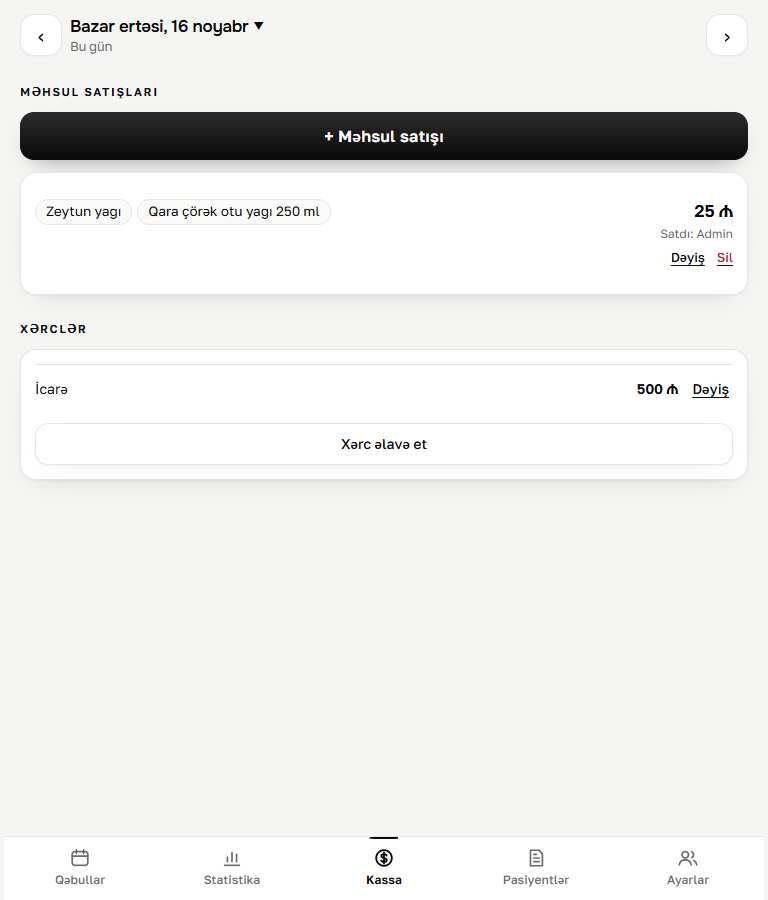 ‹
Bazar ertəsi, 16 noyabr ▼
Bu gün
›
MƏHSUL SATIŞLARI
+ Məhsul satışı
Zeytun yagı
Qara çörək otu yagı 250 ml
25 ₼
Satdı: Admin
Dəyiş Sil
XƏRCLƏR
İcarə 500 ₼ Dəyiş
Xərc əlavə et
Qəbullar Statistika Kassa Pasiyentlər Ayarlar